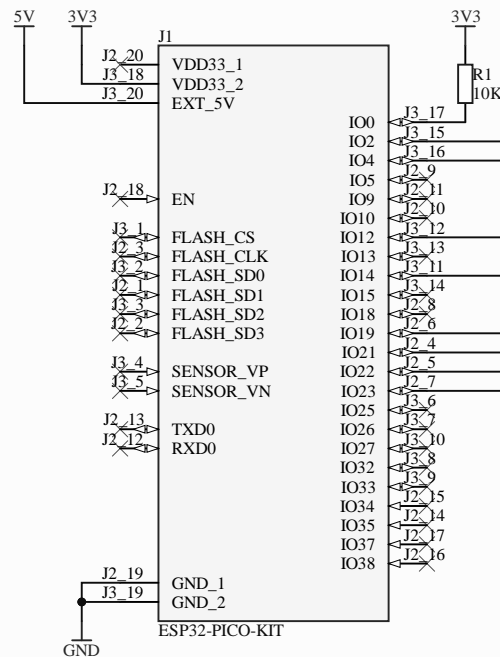 5V 3V3 3V3
J1
J2_20 VDD33_1
J3_18 VDD33_2
J3_20 EXT_5V
R1
10K
IO0 J3_17
IO2 J3_15
IO4 J3_16
IO5 J2_9
J2_18 EN IO9 J2_11
IO10 J2_10
J3_1 FLASH_CS IO12 J3_12
J2_3 FLASH_CLK IO13 J3_13
J3_2 FLASH_SD0 IO14 J3_11
J2_1 FLASH_SD1 IO15 J3_14
J3_3 FLASH_SD2 IO18 J2_8
J2_2 FLASH_SD3 IO19 J2_6
IO21 J2_4
J3_4 SENSOR_VP IO22 J2_5
J3_5 SENSOR_VN IO23 J2_7
IO25 J3_6
J2_13 TXD0 IO26 J3_7
J2_12 RXD0 IO27 J3_10
IO32 J3_8
IO33 J3_9
IO34 J2_15
IO35 J2_14
IO37 J2_17
IO38 J2_16
J2_19 GND_1
J3_19 GND_2
ESP32-PICO-KIT
GND